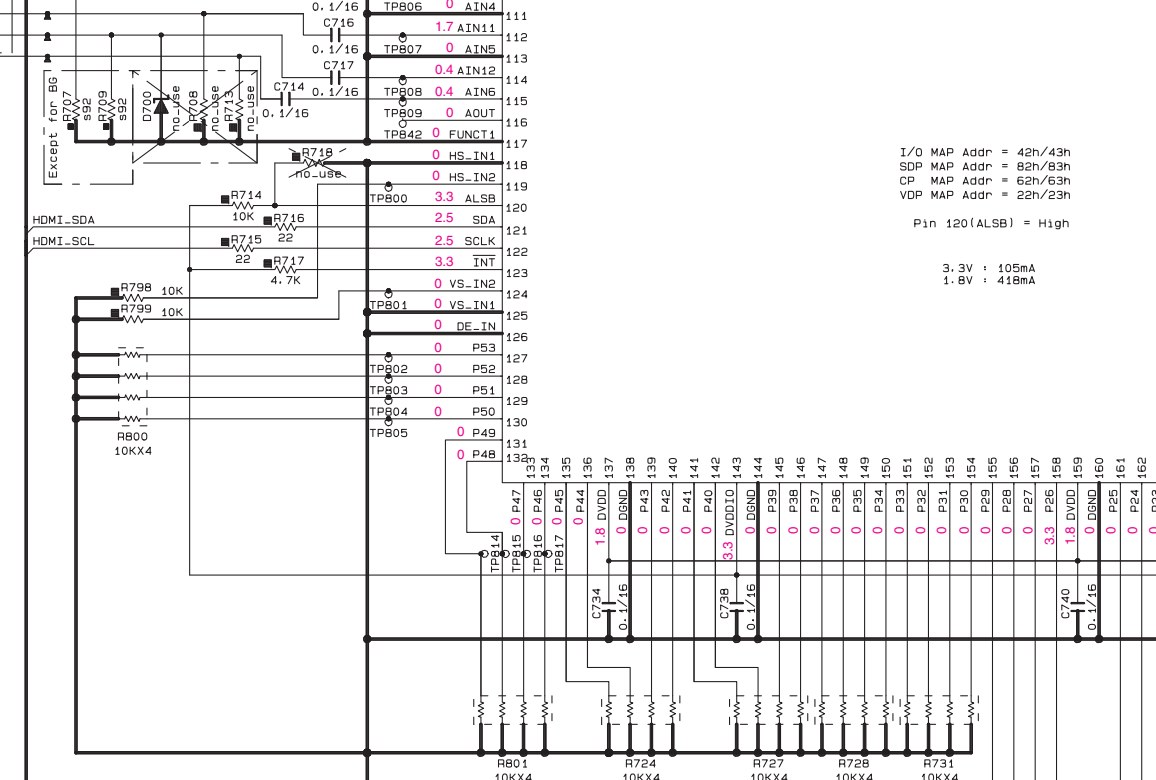 0.1/16
TP806 0 AIN4
111
C716
1.7 AIN11
112
0.1/16
TP807 0 AIN5
113
C717
0.4 AIN12
114
C714
0.1/16
TP808 0.4 AIN6
115
0.1/16
TP809 0 AOUT
116
TP842 0 FUNCT1
117
Except for BG
R707
s92
R709
s92
D700
no_use
R708
no_use
R713
no_use
R718
no_use
0 HS_IN1
118
0 HS_IN2
119
TP800
R714
10K
3.3 ALSB
120
HDMI_SDA
R716
22
2.5 SDA
121
HDMI_SCL
R715
22
2.5 SCLK
122
R717
4.7K
3.3 INT
123
R798 10K
0 VS_IN2
124
R799 10K
TP801 0 VS_IN1
125
0 DE_IN
126
0 P53
127
TP802 0 P52
128
TP803 0 P51
129
TP804 0 P50
130
TP805
R800
10KX4
0 P49
131
0 P48
132
I/O MAP Addr = 42h/43h
SDP MAP Addr = 82h/83h
CP MAP Addr = 62h/63h
VDP MAP Addr = 22h/23h
Pin 120(ALSB) = High
3.3V : 105mA
1.8V : 418mA
133 134 135 136 137 138 139 140 141 142 143 144 145 146 147 148 149 150 151 152 153 154 155 156 157 158 159 160 161 162
0 P47
0 P46
0 P45
0 P44
1.8 DVDD
0 DGND
0 P43
0 P42
0 P41
0 P40
3.3 DVDDIO
0 DGND
0 P39
0 P38
0 P37
0 P36
0 P35
0 P34
0 P33
0 P32
0 P31
0 P30
0 P29
0 P28
0 P27
3.3 P26
1.8 DVDD
0 DGND
0 P25
0 P24
0 P23
TP814
TP815
TP816
TP817
C734
0.1/16
C738
0.1/16
C740
0.1/16
R801
10KX4
R724
10KX4
R727
10KX4
R728
10KX4
R731
10KX4